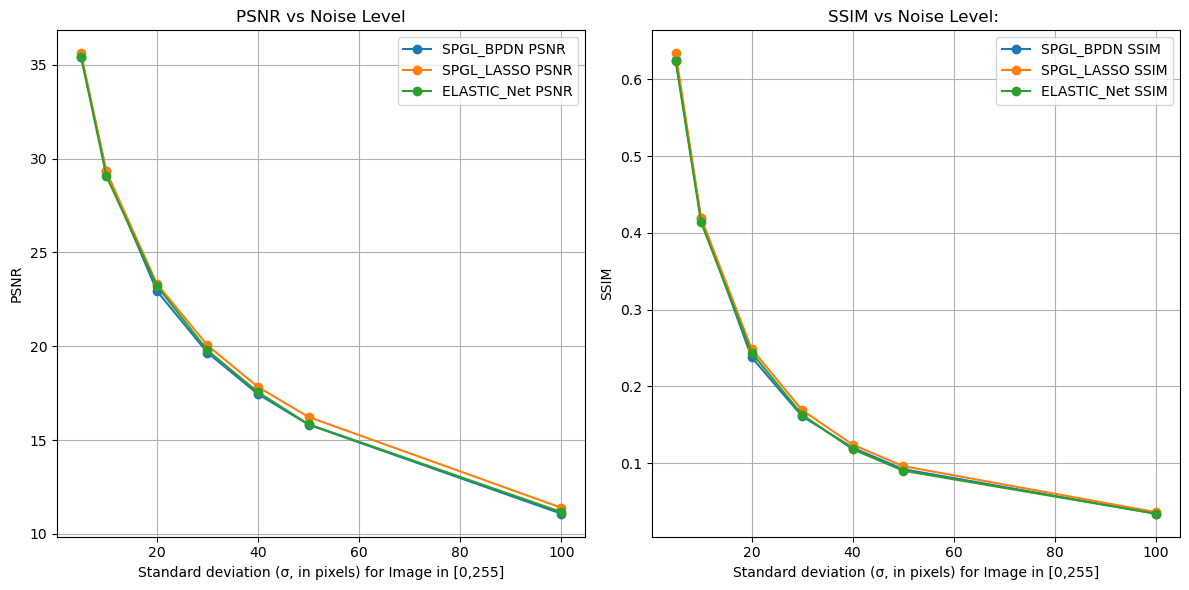 PSNR vs Noise Level
SPGL_BPDN PSNR
SPGL_LASSO PSNR
ELASTIC_Net PSNR
35
30
25
20
15
10
PSNR
20
40
60
80
100
Standard deviation (σ, in pixels) for Image in [0,255]
SSIM vs Noise Level:
SPGL_BPDN SSIM
SPGL_LASSO SSIM
ELASTIC_Net SSIM
0.6
0.5
0.4
0.3
0.2
0.1
SSIM
20
40
60
80
100
Standard deviation (σ, in pixels) for Image in [0,255]